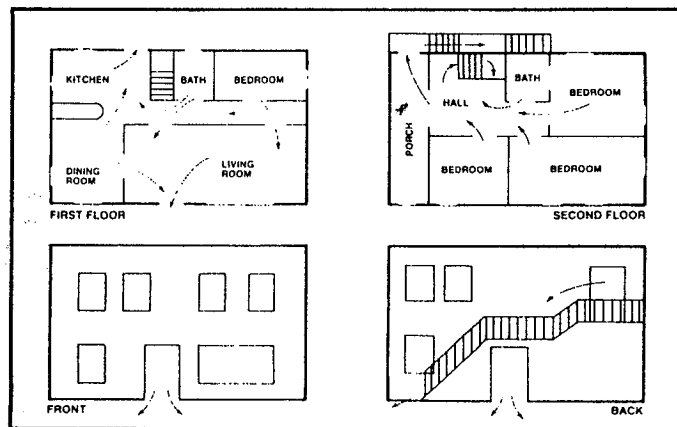 KITCHEN
BATH
BEDROOM
DINING
ROOM
LIVING
ROOM
FIRST FLOOR
BATH
HALL
BEDROOM
PORCH
BEDROOM
BEDROOM
SECOND FLOOR
FRONT
BACK